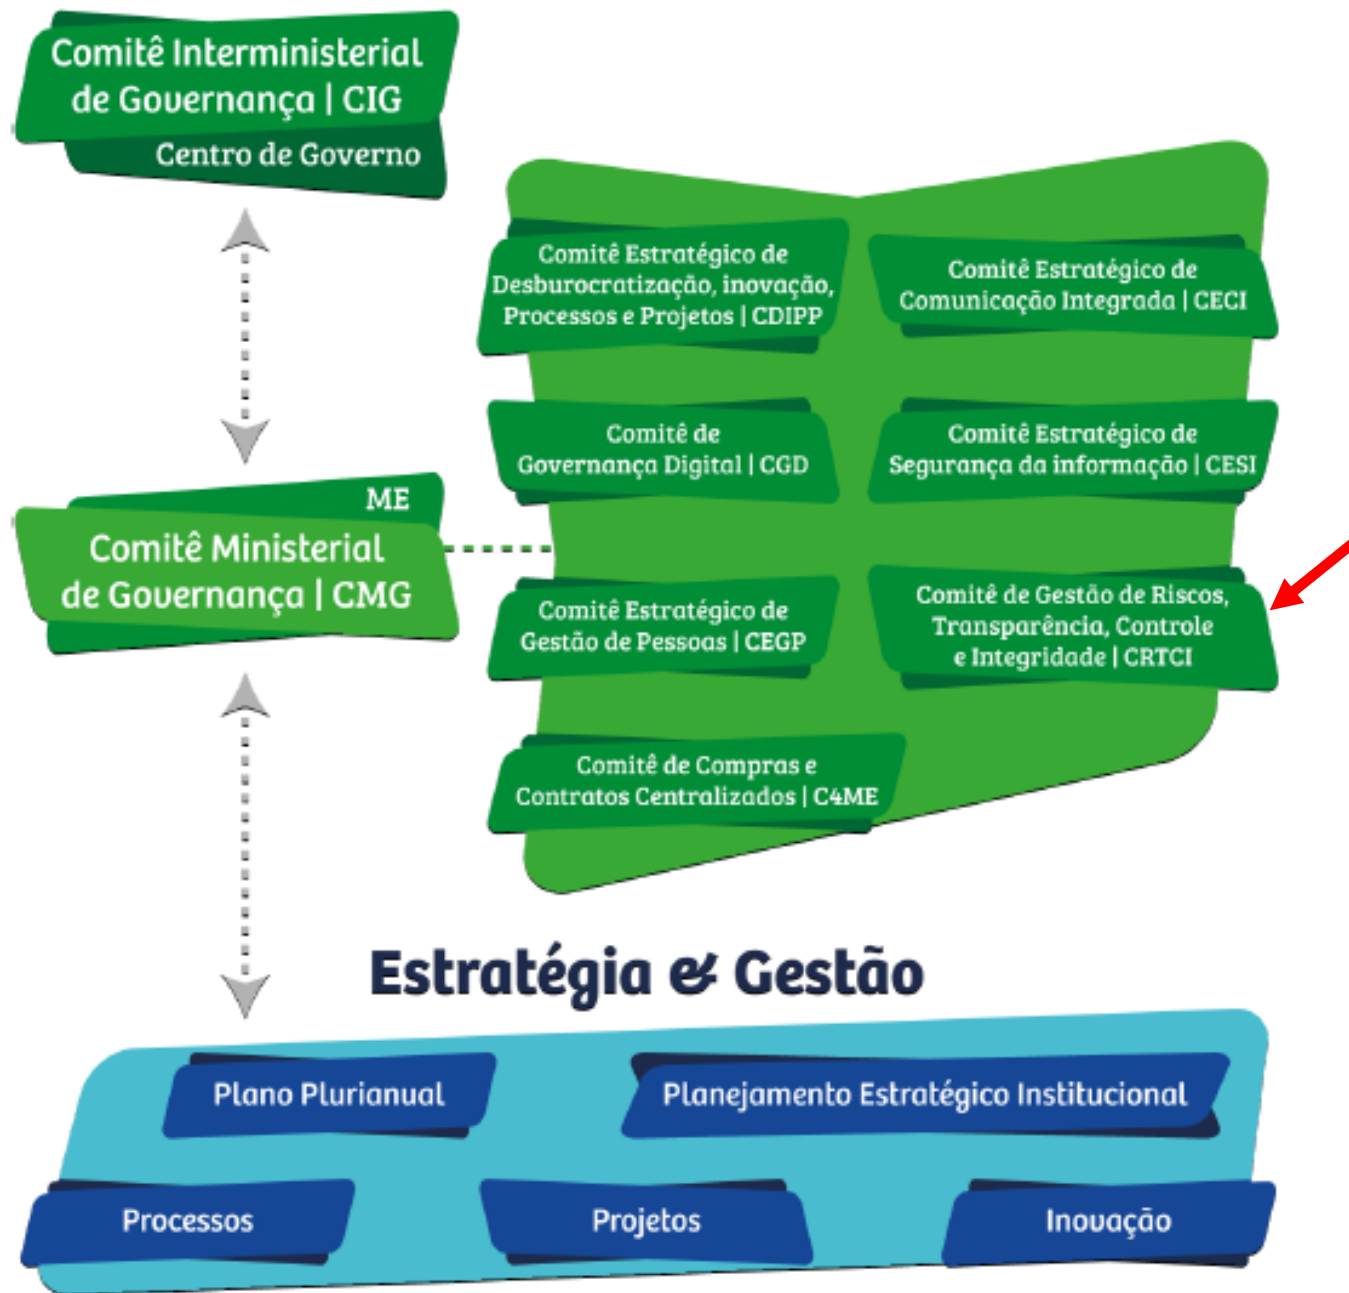 Comitê Interministerial
de Governança | CIG
Centro de Governo
Comitê Estratégico de
Desburocratização, inovação,
Processos e Projetos | CDIPP
Comitê Estratégico de
Comunicação Integrada | CECI
Comitê de
Governança Digital | CGD
Comitê Estratégico de
Segurança da informação | CESI
ME
Comitê Ministerial
de Governança | CMG
Comitê Estratégico de
Gestão de Pessoas | CEGP
Comitê de Gestão de Riscos,
Transparência, Controle
e Integridade | CRTCI
Comitê de Compras e
Contratos Centralizados | C4ME
Estratégia & Gestão
Plano Plurianual
Planejamento Estratégico Institucional
Processos
Projetos
Inovação